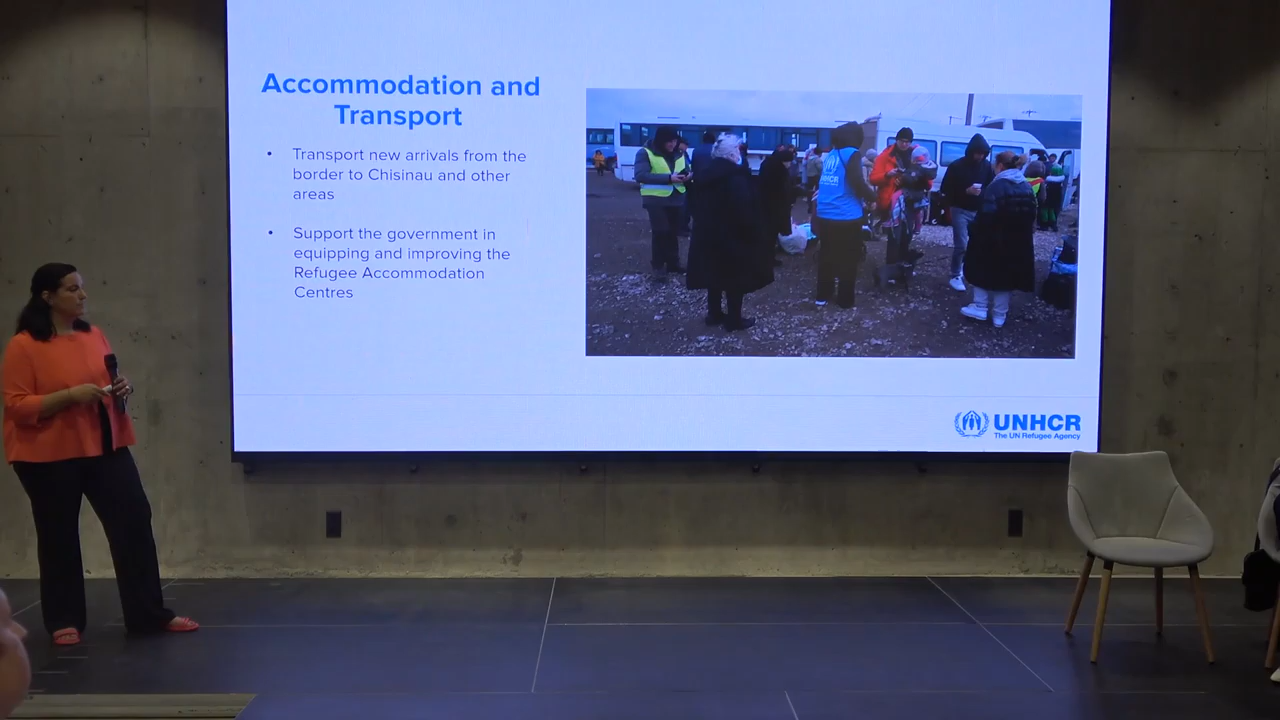 Accommodation and
Transport
• Transport new arrivals from the
border to Chisinau and other
areas
• Support the government in
equipping and improving the
Refugee Accommodation
Centres
UNHCR
UNHCR
The UN Refugee Agency